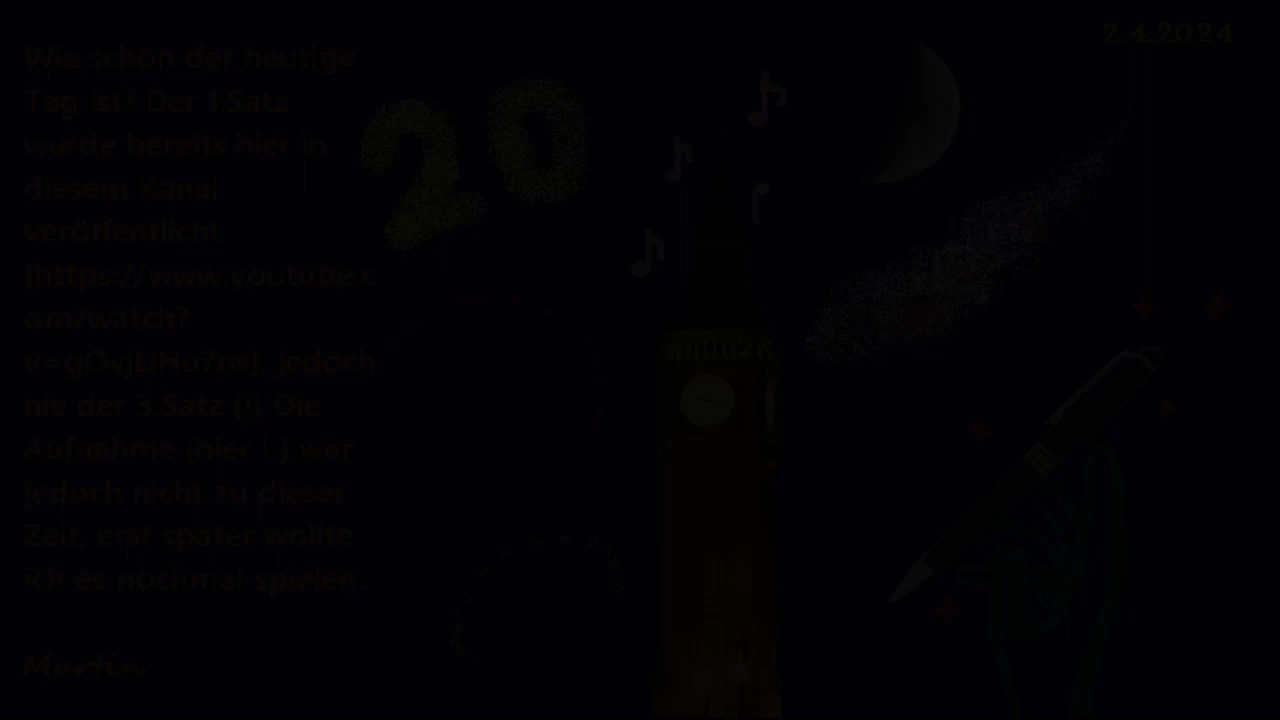 2.4.2024
Wie schön der heutige
Tag ist! Der 1.Satz
wurde bereits hier in
diesem Kanal
veröffentlicht
[https://www.youtube.c
om/watch?
v=gOvjLIHu7ns], jedoch
nie der 3.Satz (!) Die
Aufnahme (hier ) war
jedoch nicht zu dieser
Zeit, erst später wollte
ich es nochmal spielen.
Martin
20